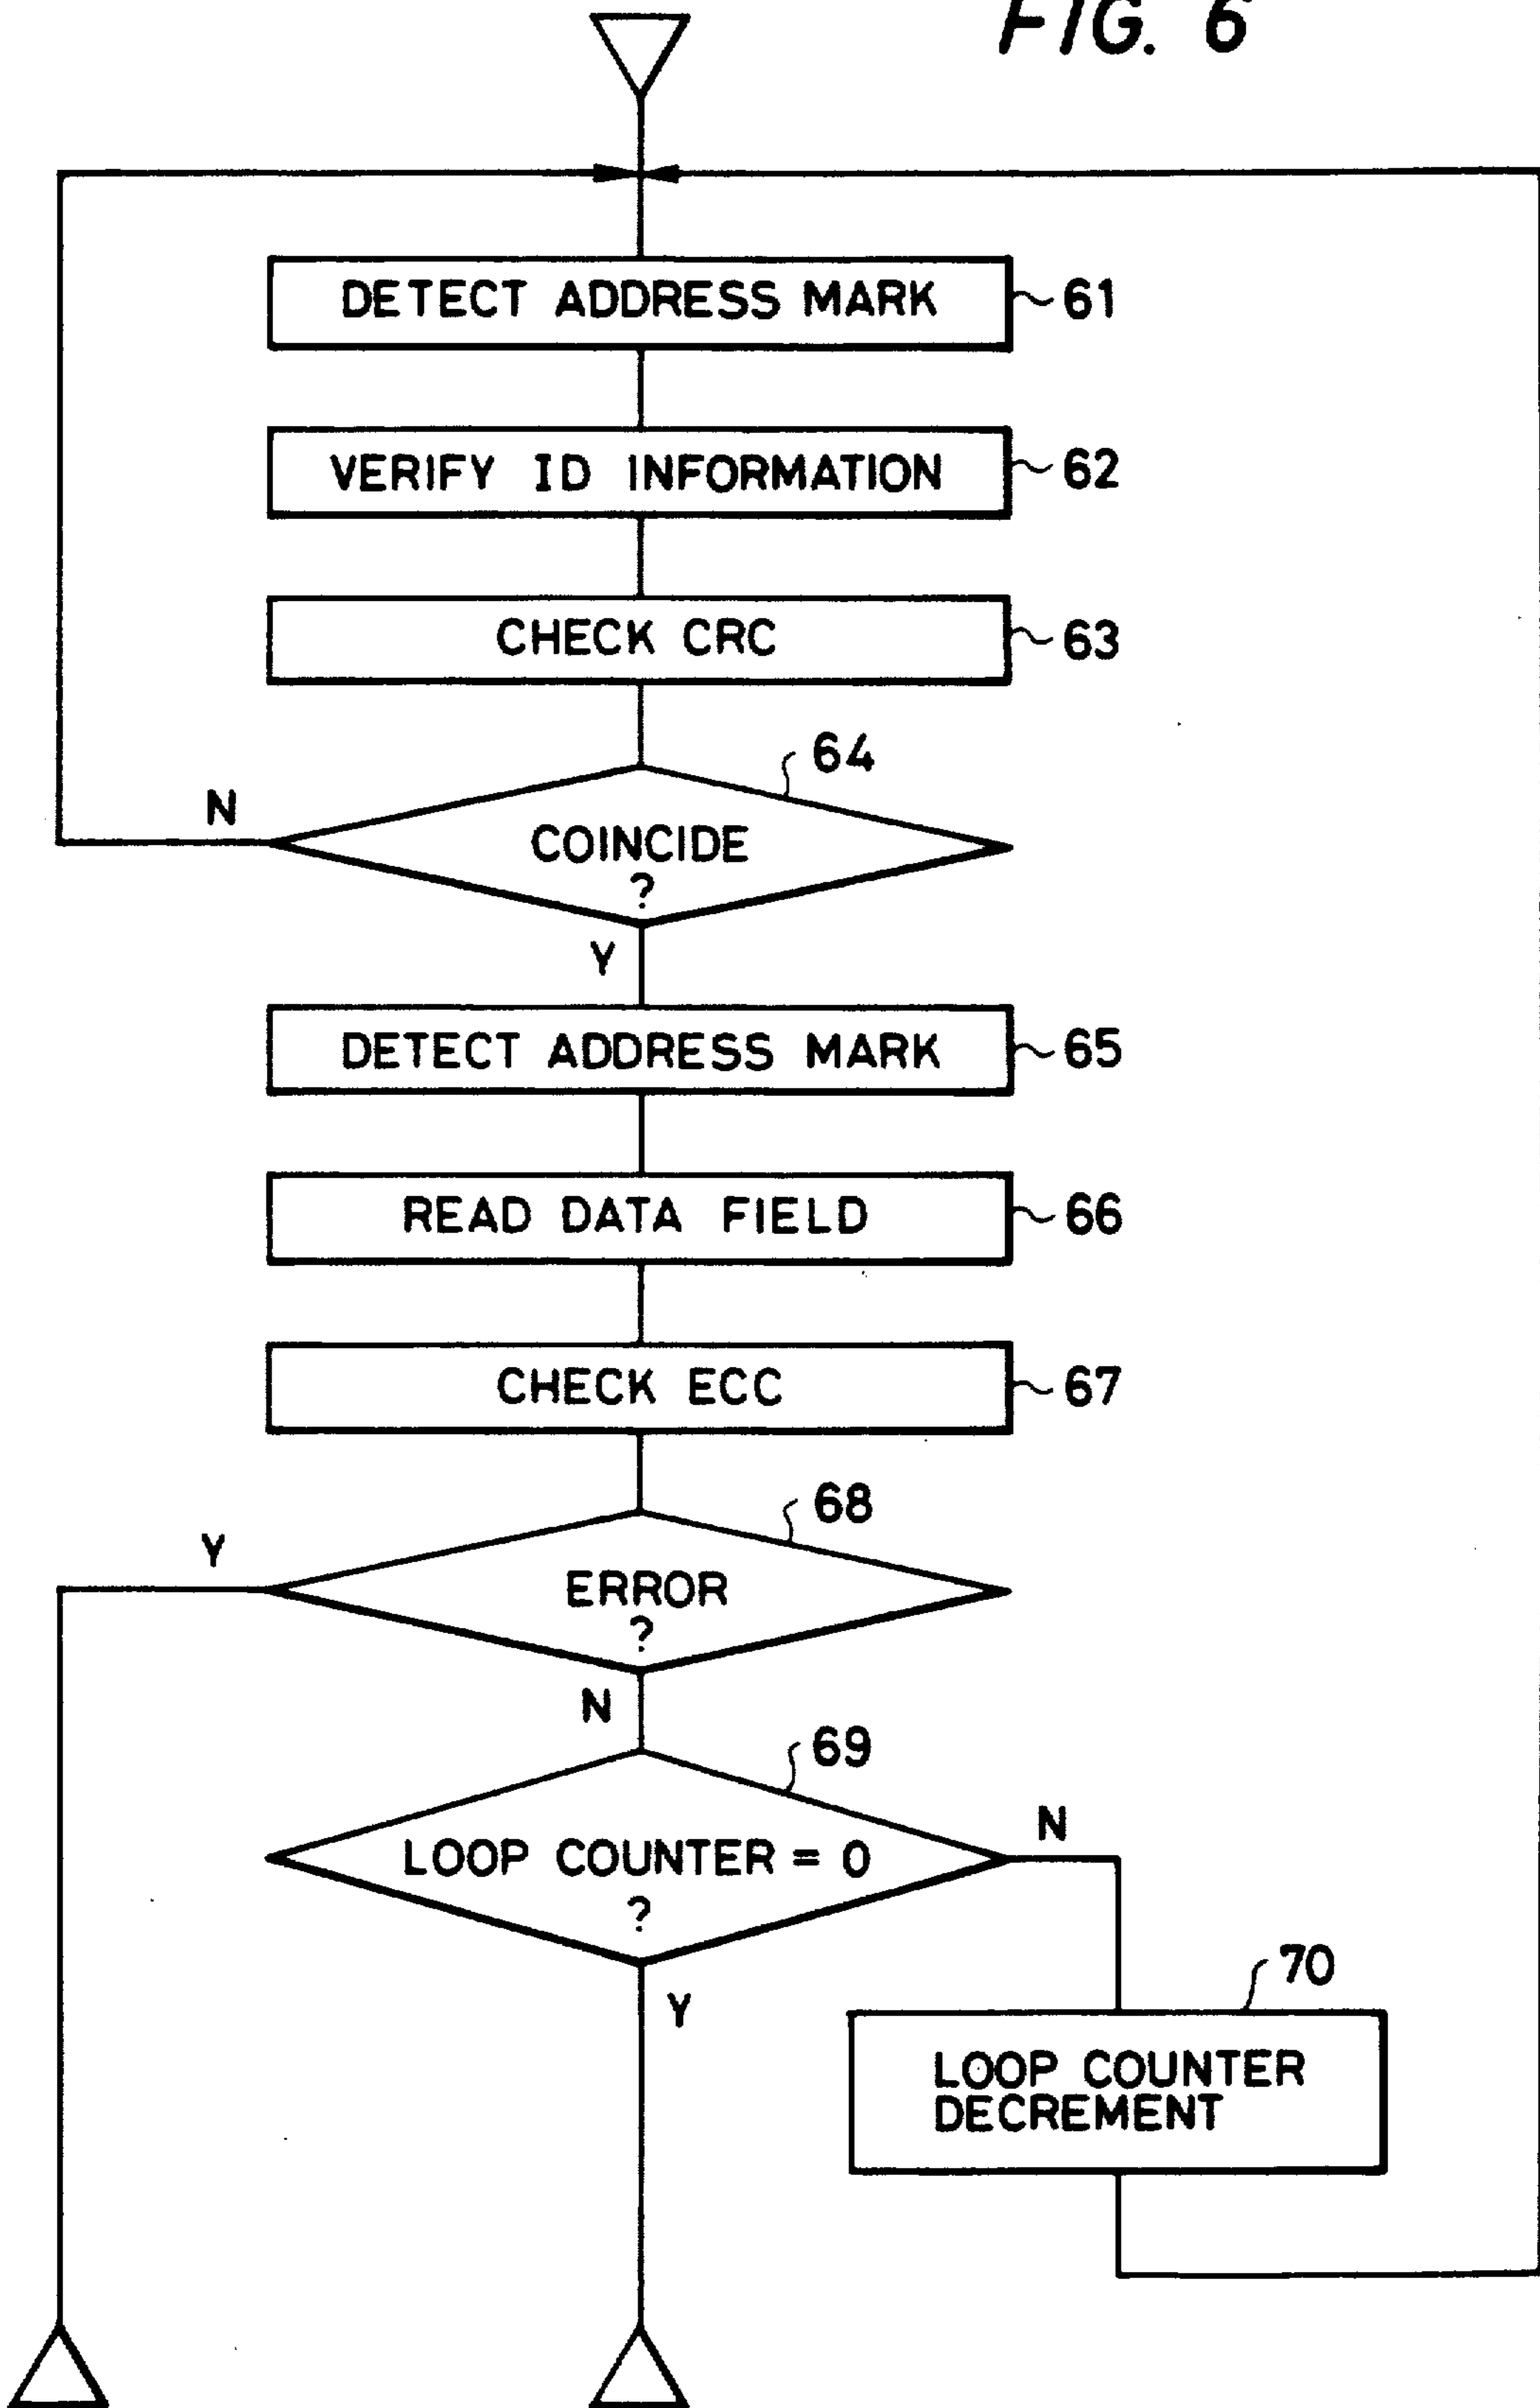 FIG. 6
DETECT ADDRESS MARK 61
VERIFY ID INFORMATION 62
CHECK CRC 63
64
N
COINCIDE
?
Y
DETECT ADDRESS MARK 65
READ DATA FIELD 66
CHECK ECC 67
68
Y
ERROR
?
N
69
N
LOOP COUNTER = 0
?
Y
70
LOOP COUNTER
DECREMENT